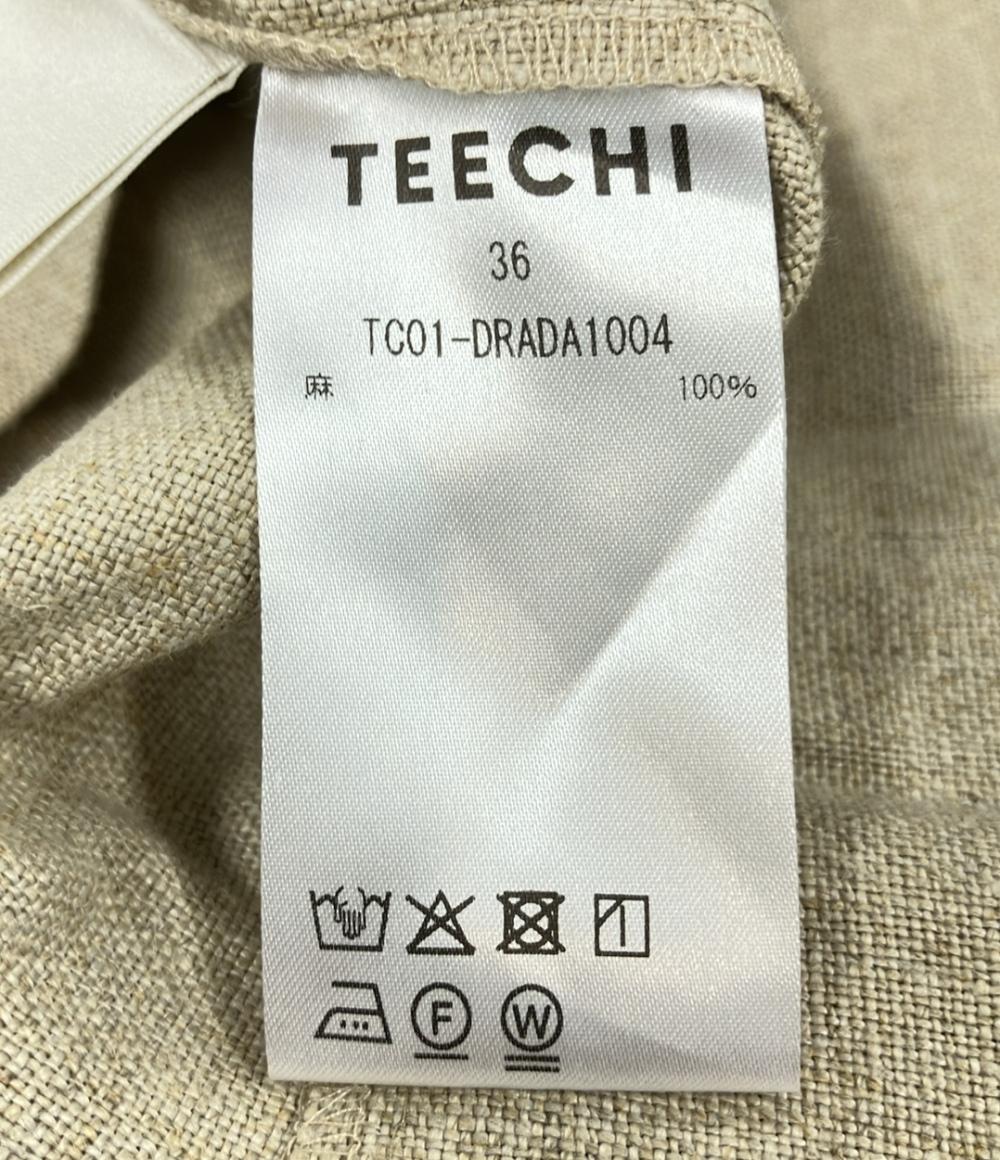 TEECHI
36
TC01-DRADA1004
麻 100%
F W